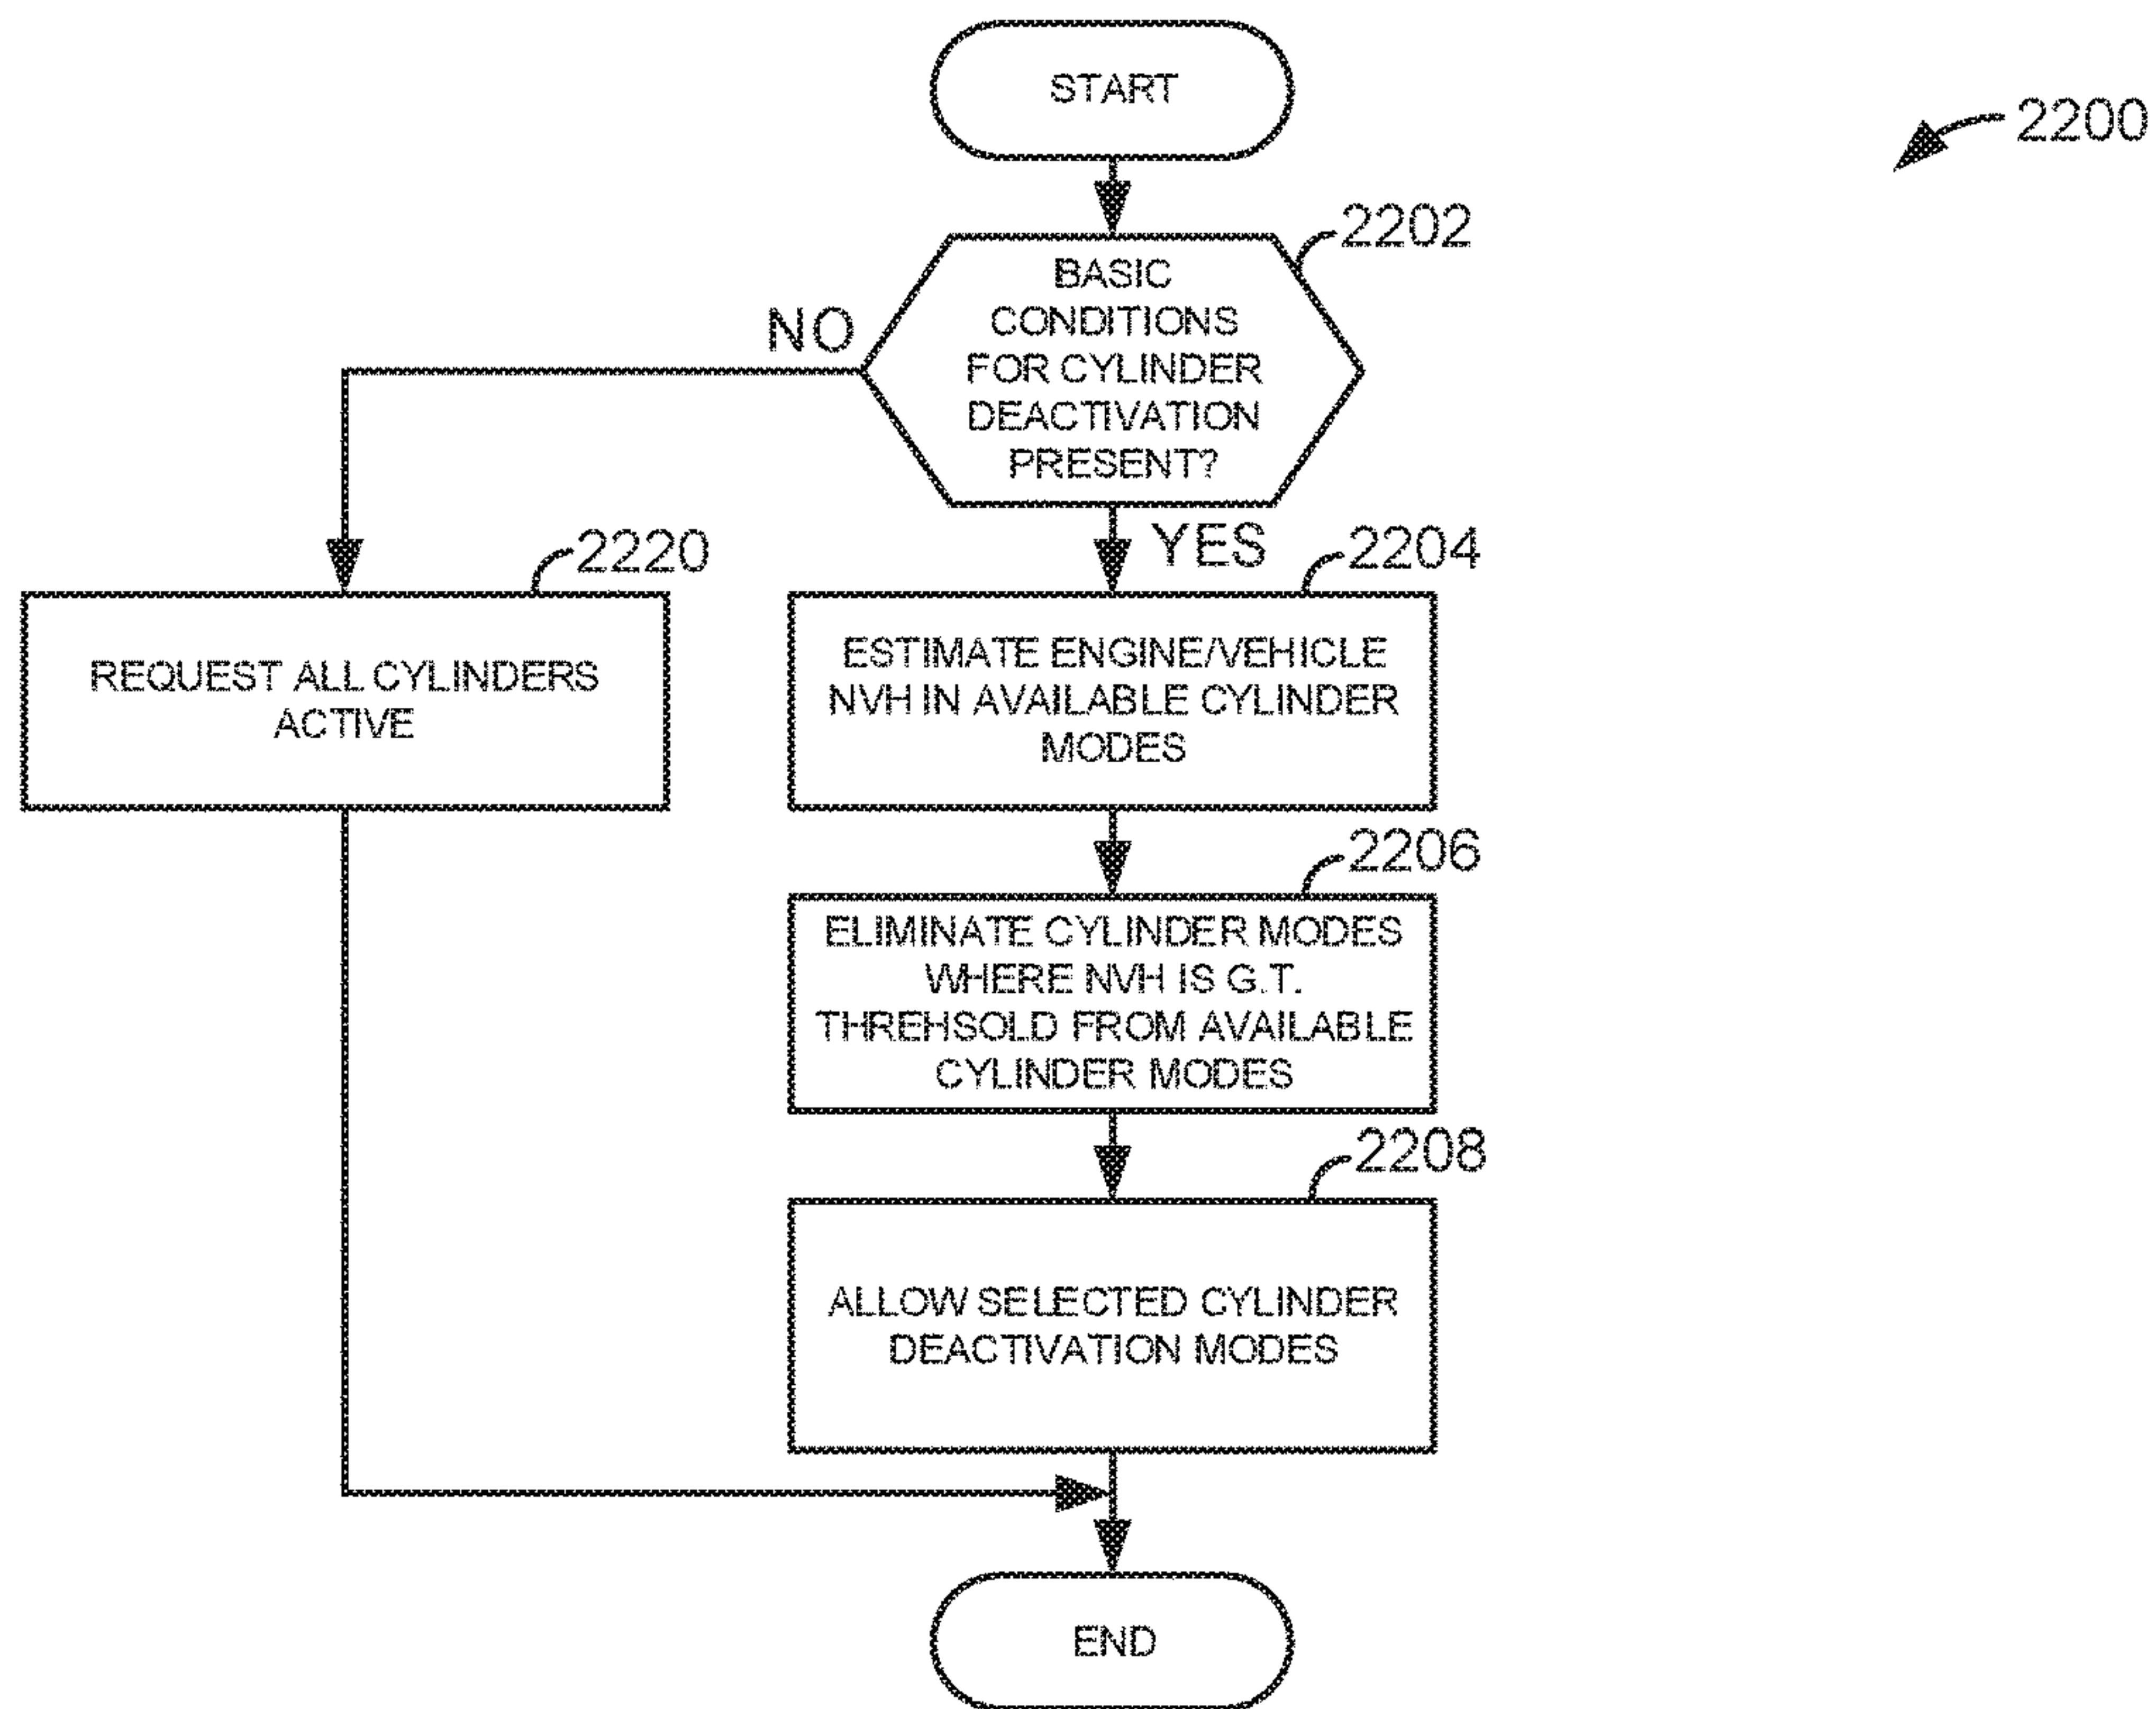 START
2200
2202
BASIC
CONDITIONS
FOR CYLINDER
DEACTIVATION
PRESENT?
NO
YES
2220
REQUEST ALL CYLINDERS
ACTIVE
2204
ESTIMATE ENGINE/VEHICLE
NVH IN AVAILABLE CYLINDER
MODES
2206
ELIMINATE CYLINDER MODES
WHERE NVH IS G.T.
THREHSOLD FROM AVAILABLE
CYLINDER MODES
2208
ALLOW SELECTED CYLINDER
DEACTIVATION MODES
END